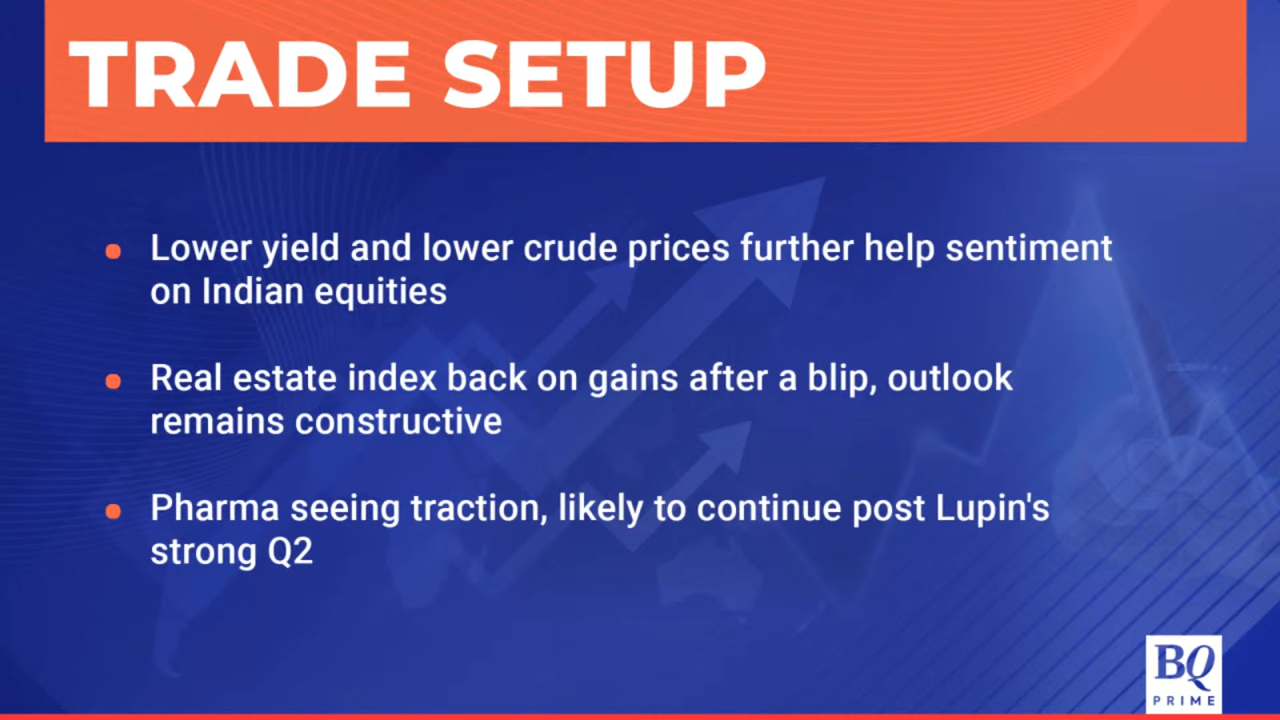 TRADE SETUP
Lower yield and lower crude prices further help sentiment
on Indian equities
Real estate index back on gains after a blip, outlook
remains constructive
Pharma seeing traction, likely to continue post Lupin's
strong Q2
BQ
PRIME